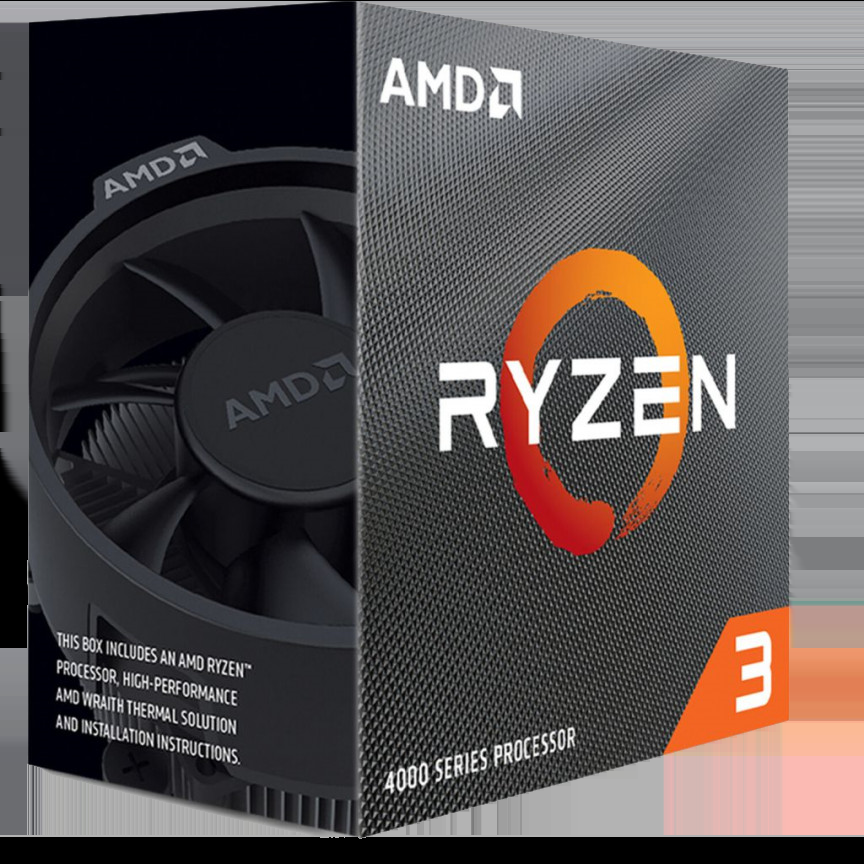 AMD
AMD
THIS BOX INCLUDES AN AMD RYZEN™
PROCESSOR, HIGH-PERFORMANCE
AMD WRAITH THERMAL SOLUTION
AND INSTALLATION INSTRUCTIONS.
AMD
RYZEN
3
4000 SERIES PROCESSOR